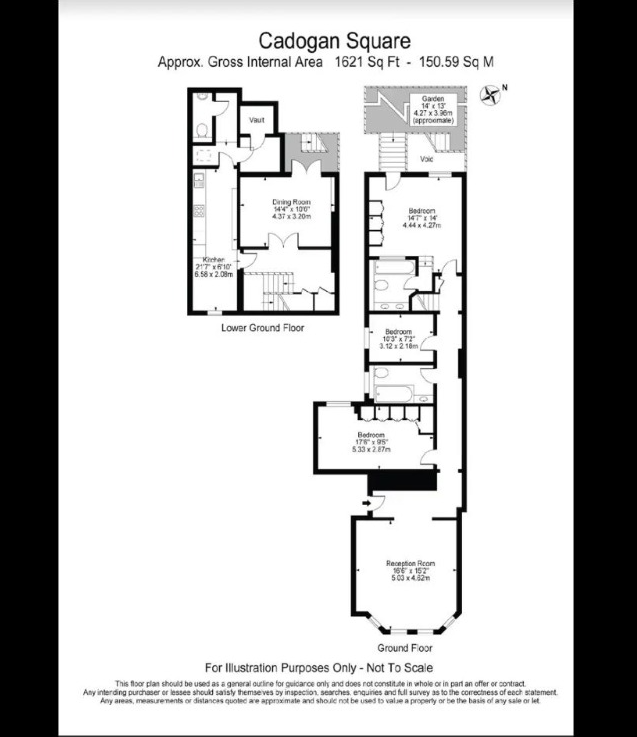 Cadogan Square
Approx. Gross Internal Area 1621 Sq Ft - 150.59 Sq M
N
Garden
14' x 13'
4.27 x 3.96m
(approximate)
Void
Vault
Dining Room
14'4" x 10'6"
4.37 x 3.20m
Kitchen
21'7" x 6'10"
6.58 x 2.08m
Lower Ground Floor
Bedroom
14'7" x 14'
4.44 x 4.27m
Bedroom
10'3" x 7'2"
3.12 x 2.18m
Bedroom
17'6" x 9'5"
5.33 x 2.87m
Reception Room
16'6" x 15'2"
5.03 x 4.62m
Ground Floor
For Illustration Purposes Only - Not To Scale
This floor plan should be used as a general outline for guidance only and does not constitute in whole or in part an offer or contract.
Any intending purchaser or lessee should satisfy themselves by inspection, searches, enquiries and full survey as to the correctness of each statement.
Any areas, measurements or distances quoted are approximate and should not be used to value a property or be the basis of any sale or let.